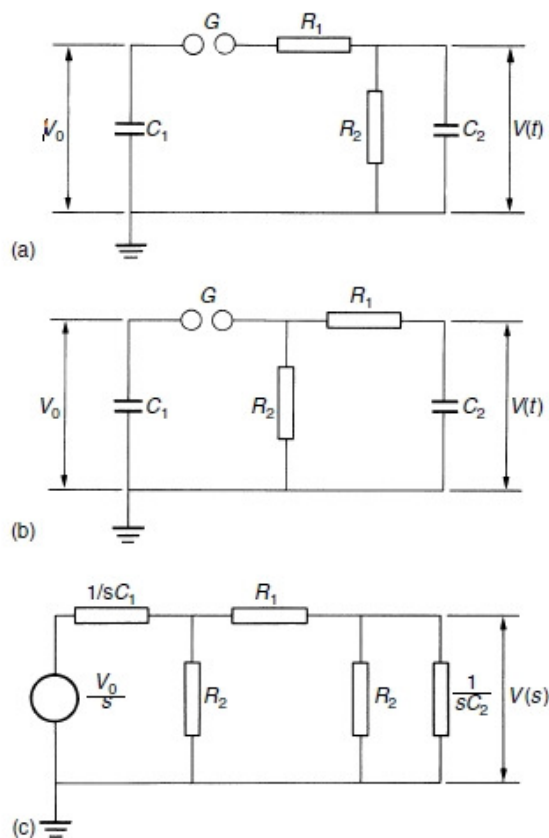 G
R₁
V₀
C₁
R₂
C₂
V(t)
(a)
G
R₁
V₀
C₁
R₂
C₂
V(t)
(b)
1/sC₁
R₁
V₀/s
R₂
R₂
1/sC₂
V(s)
(c)